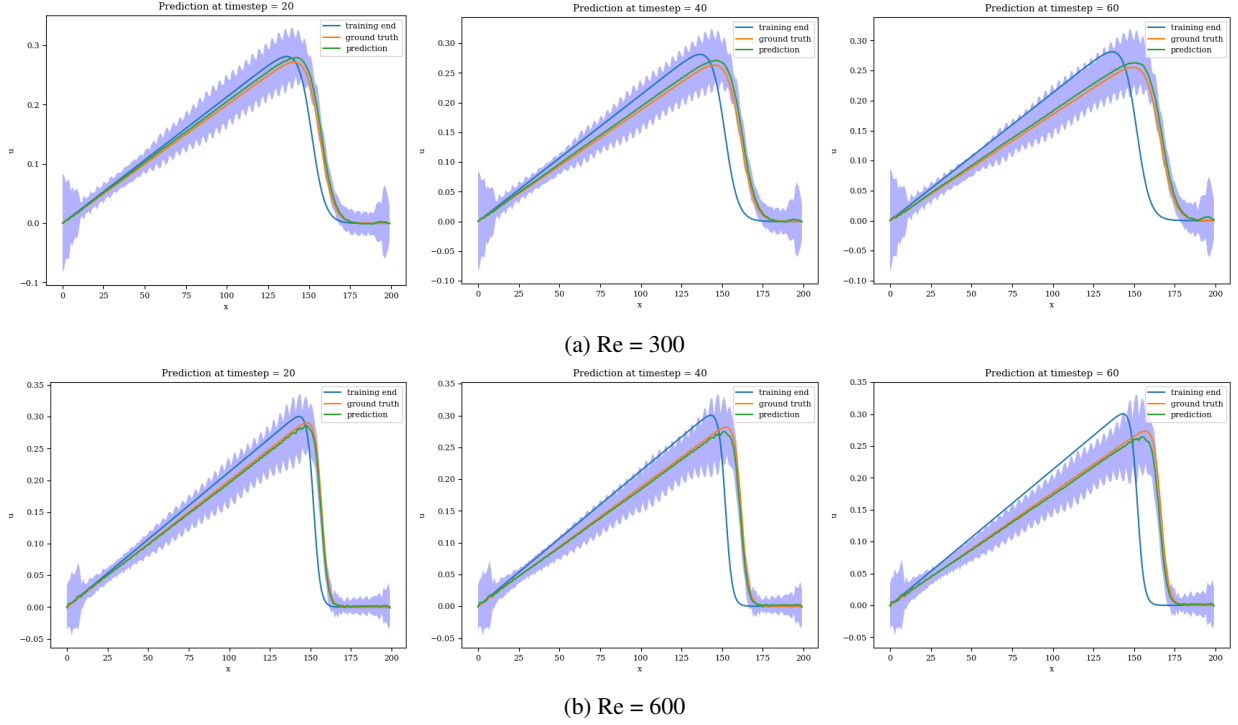 Prediction at timestep = 20
training end
ground truth
prediction
0.3
0.2
0.1
0.0
−0.1
u
0 25 50 75 100 125 150 175 200
x
Prediction at timestep = 40
training end
ground truth
prediction
0.30
0.25
0.20
0.15
0.10
0.05
0.00
−0.05
−0.10
u
0 25 50 75 100 125 150 175 200
x
Prediction at timestep = 60
training end
ground truth
prediction
0.30
0.25
0.20
0.15
0.10
0.05
0.00
−0.05
−0.10
u
0 25 50 75 100 125 150 175 200
x
(a) Re = 300
Prediction at timestep = 20
training end
ground truth
prediction
0.35
0.30
0.25
0.20
0.15
0.10
0.05
0.00
−0.05
u
0 25 50 75 100 125 150 175 200
x
Prediction at timestep = 40
training end
ground truth
prediction
0.35
0.30
0.25
0.20
0.15
0.10
0.05
0.00
−0.05
u
0 25 50 75 100 125 150 175 200
x
Prediction at timestep = 60
training end
ground truth
prediction
0.35
0.30
0.25
0.20
0.15
0.10
0.05
0.00
−0.05
u
0 25 50 75 100 125 150 175 200
x
(b) Re = 600